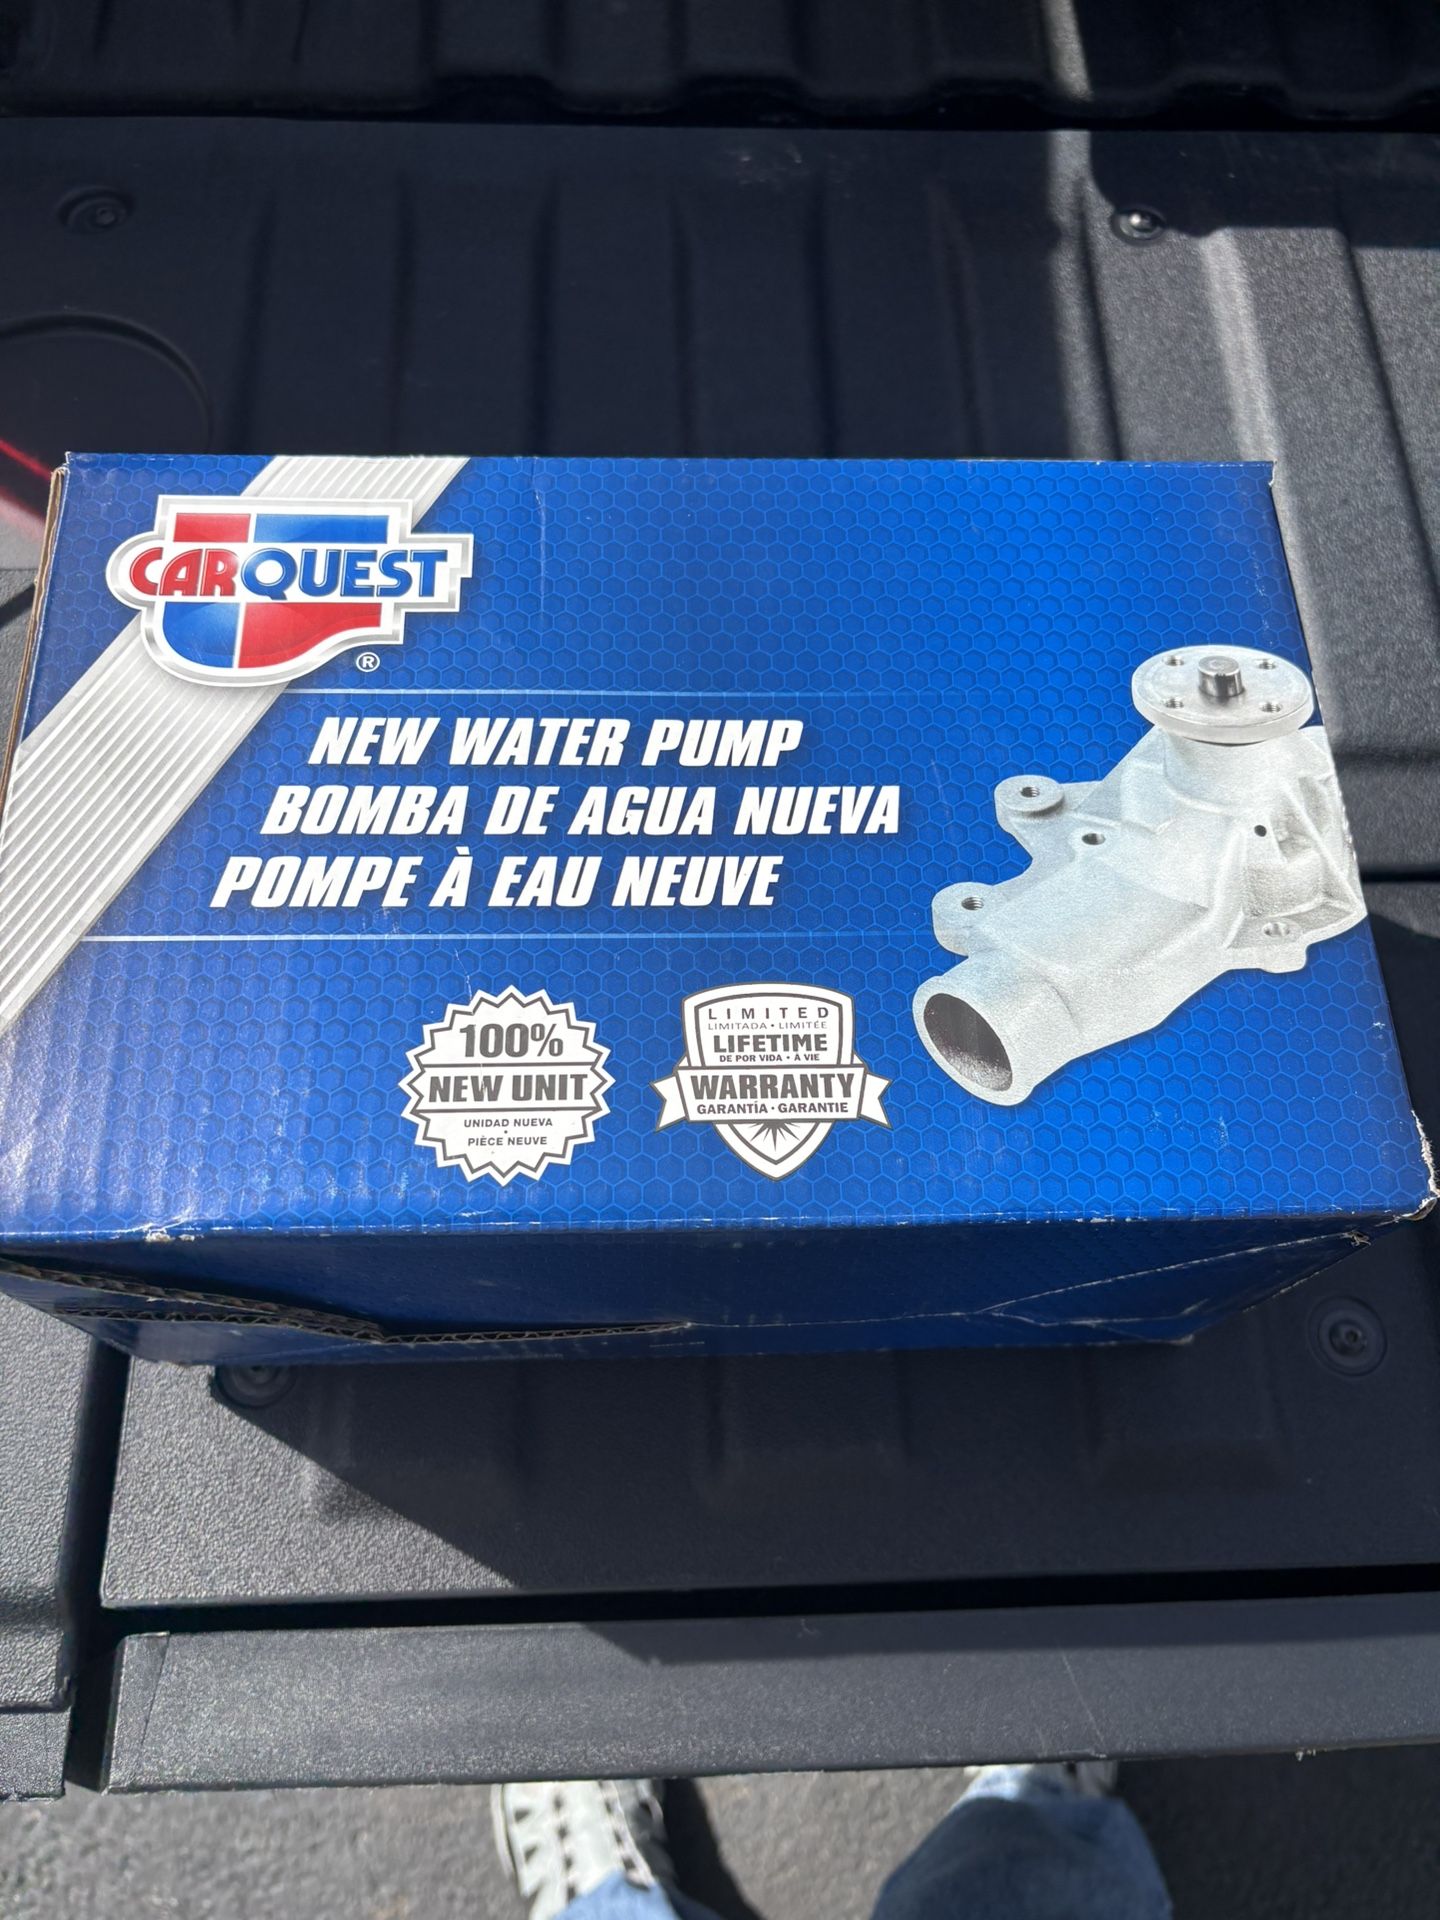 CARQUEST
®
NEW WATER PUMP
BOMBA DE AGUA NUEVA
POMPE À EAU NEUVE
100%
NEW UNIT
UNIDAD NUEVA
•
PIÈCE NEUVE
LIMITED
LIMITADA • LIMITÉE
LIFETIME
DE POR VIDA • À VIE
WARRANTY
GARANTÍA • GARANTIE